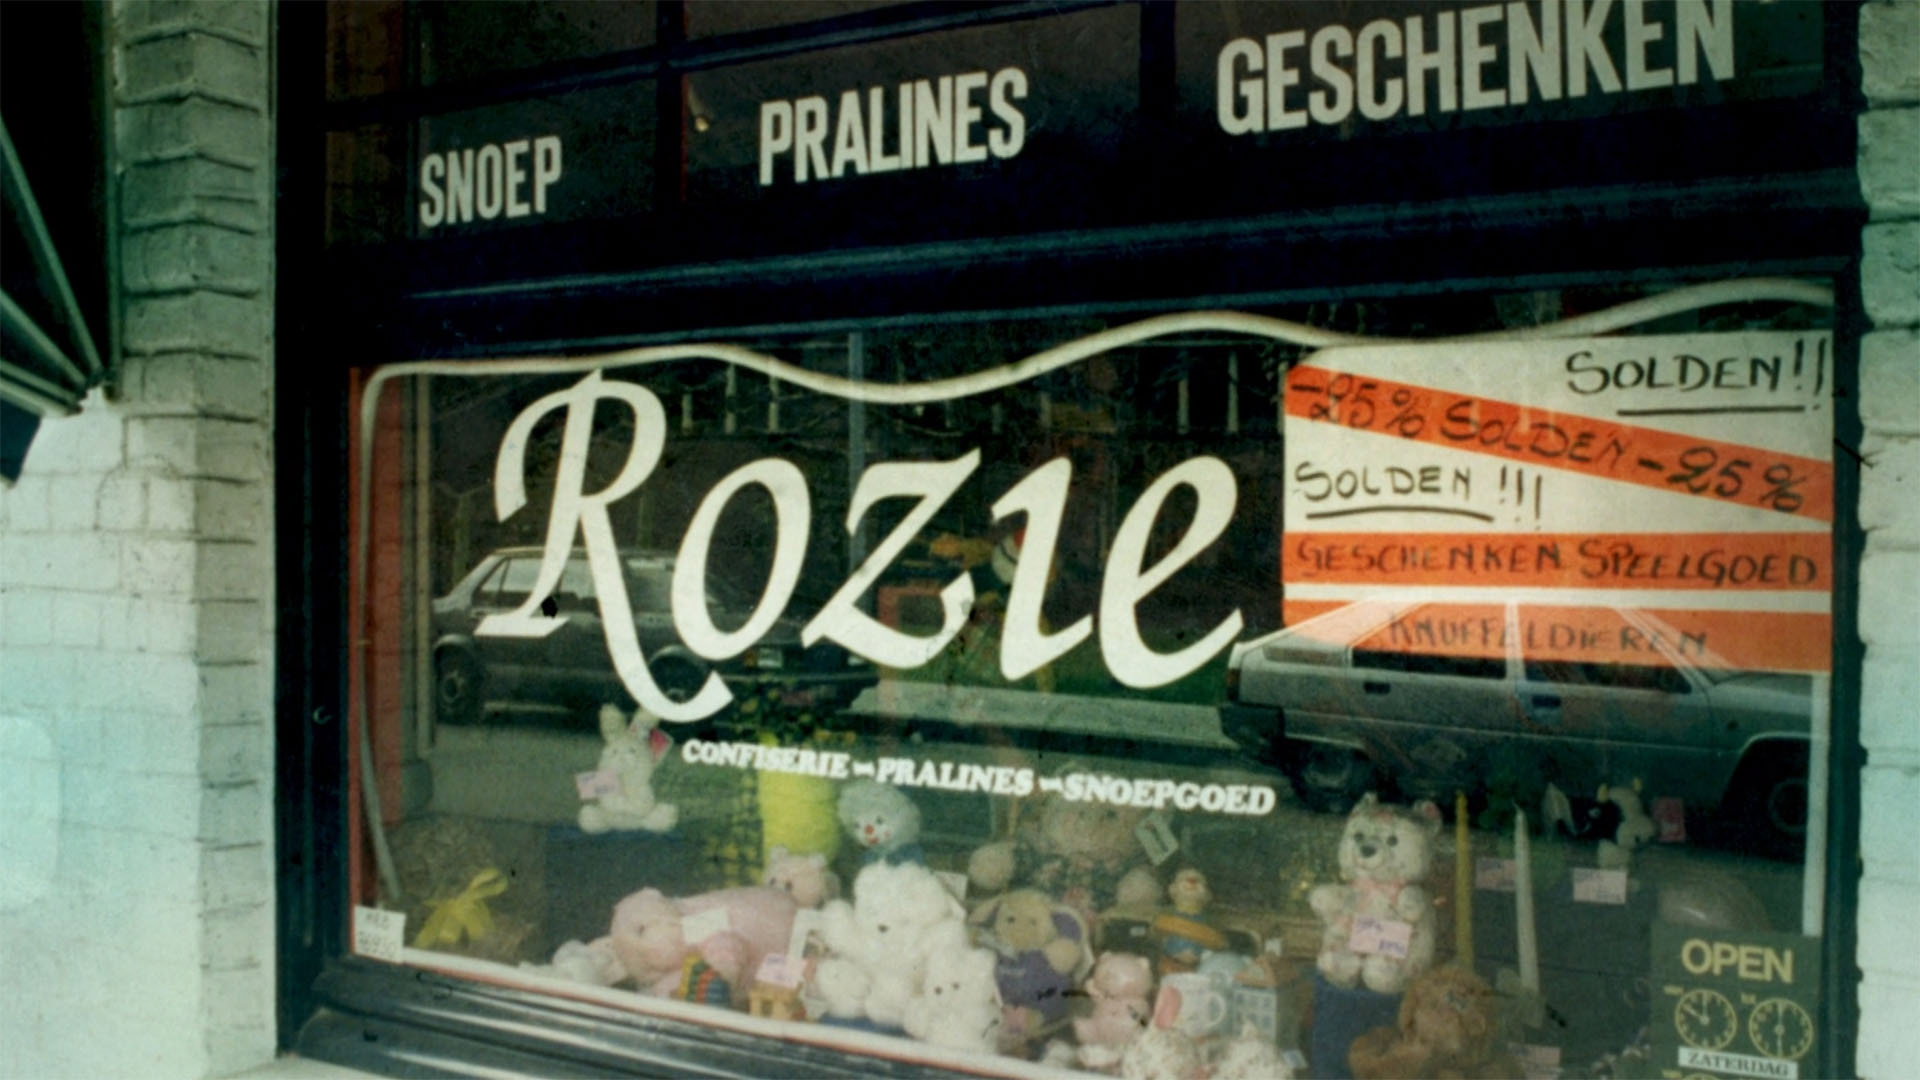 SNOEP
PRALINES
GESCHENKEN
Rozie
SOLDEN!!
-25% SOLDEN -25%
SOLDEN !!!
GESCHENKEN SPEELGOED
KNUFFELDIEREN
CONFISERIE - PRALINES - SNOEPGOED
OPEN
ZATERDAG